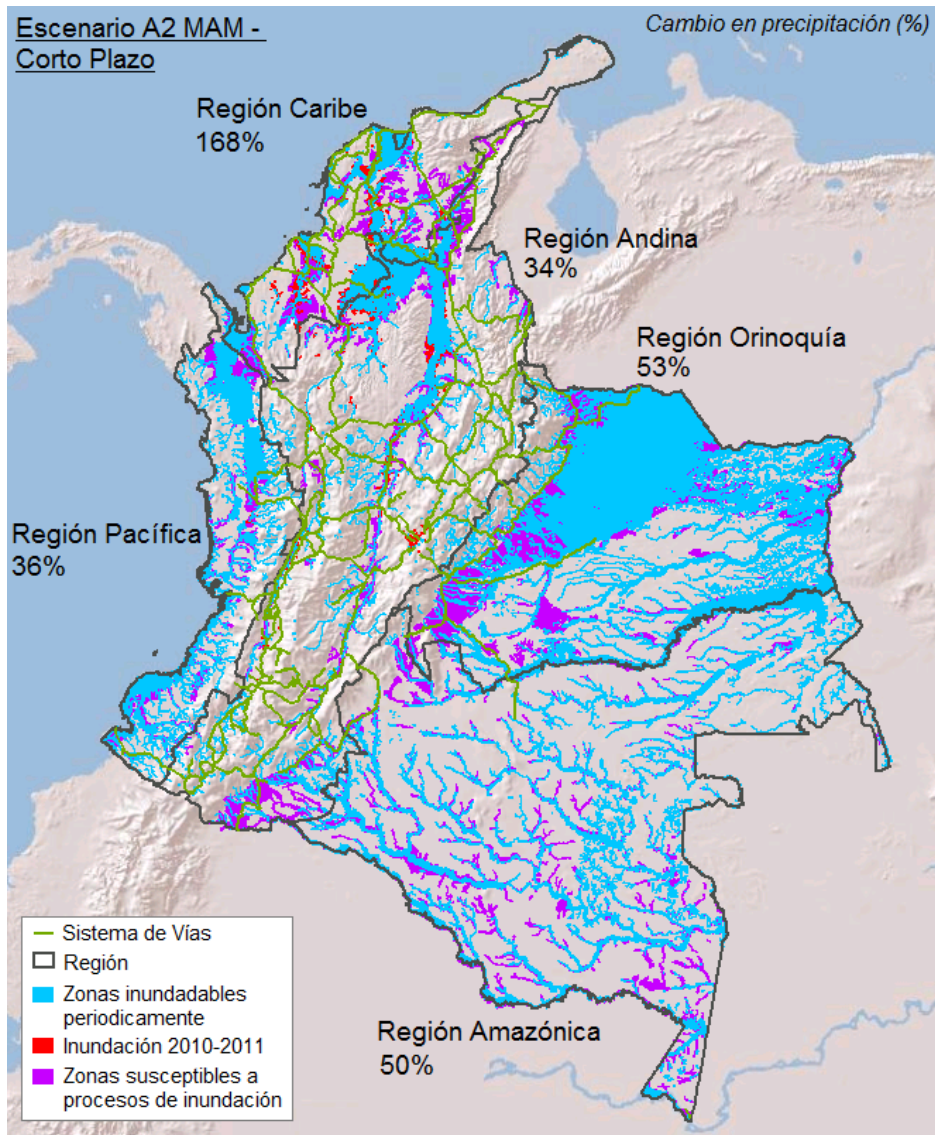 Escenario A2 MAM -
Corto Plazo
Cambio en precipitación (%)
Región Caribe
168%
Región Andina
34%
Región Orinoquía
53%
Región Pacífica
36%
Región Amazónica
50%
Sistema de Vías
Región
Zonas inundadables
periodicamente
Inundación 2010-2011
Zonas susceptibles a
procesos de inundación